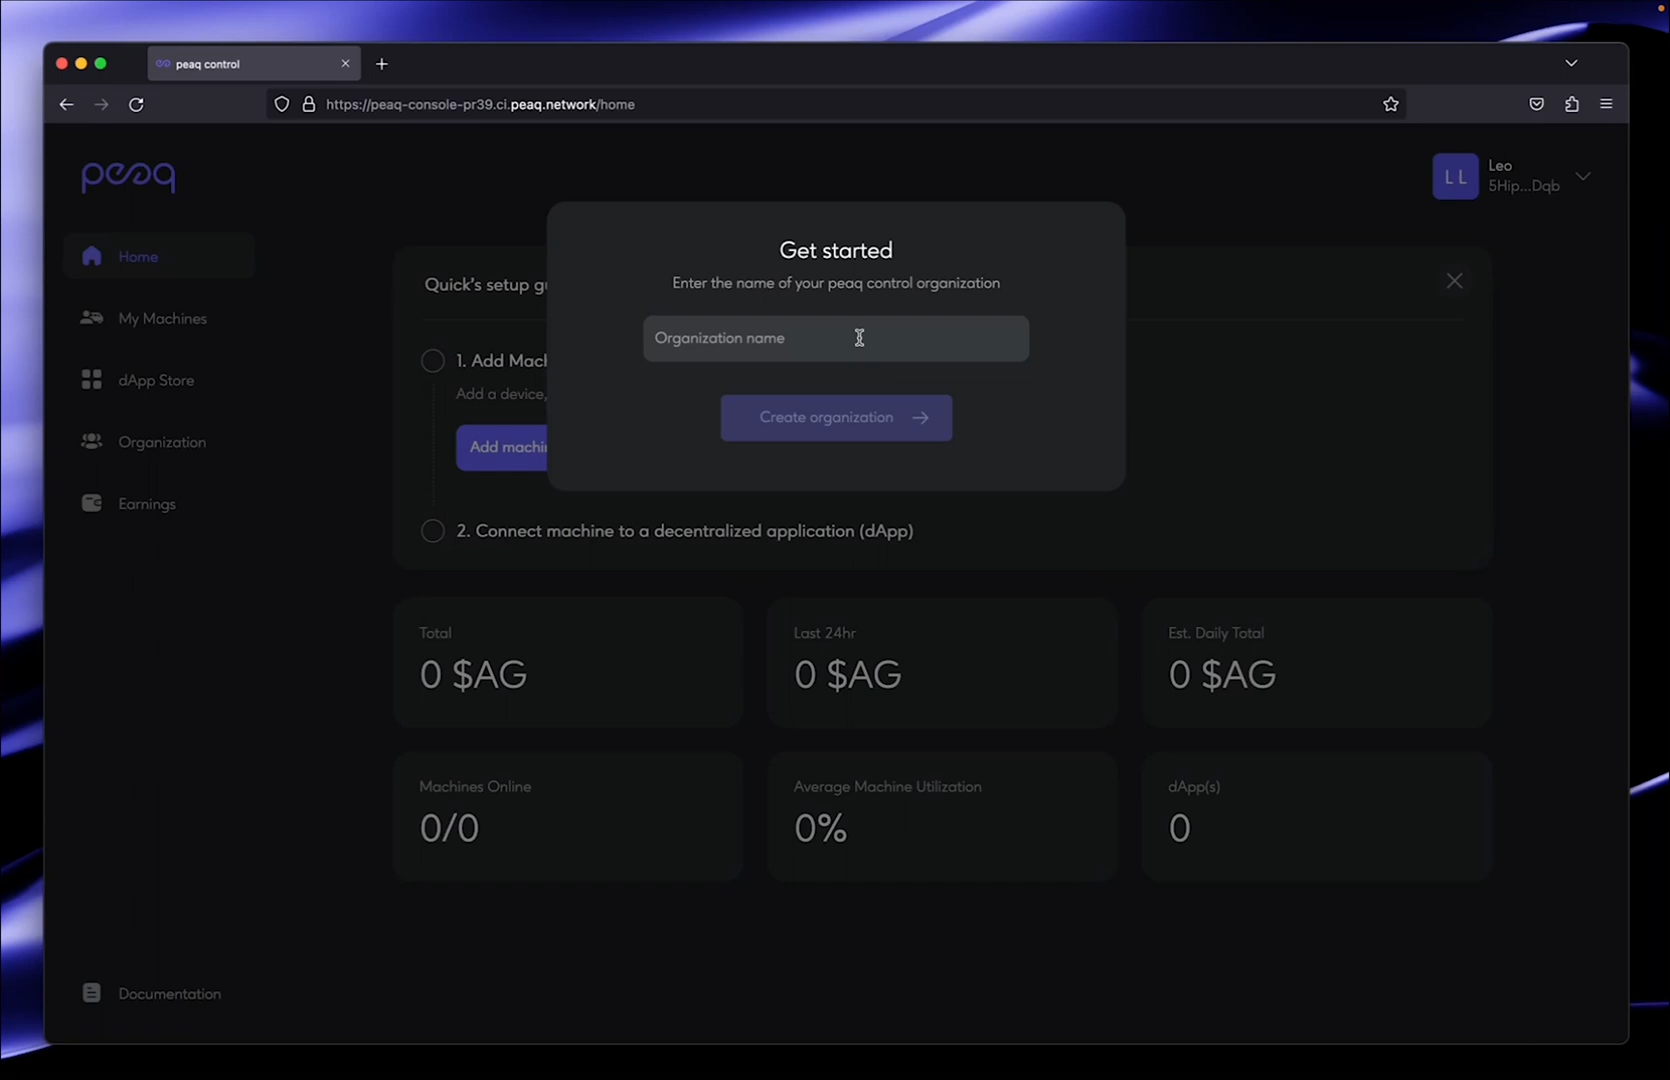 peaq control
https://peaq-console-pr39.ci.peaq.network/home
peaq
L L
Leo
5Hip...Dqb
Home
My Machines
dApp Store
Organization
Earnings
Documentation
Get started
Enter the name of your peaq control organization
Organization name
Create organization
Quick's setup gu
1. Add Mach
Add a device,
Add machin
2. Connect machine to a decentralized application (dApp)
Total
0 $AG
Last 24hr
0 $AG
Est. Daily Total
0 $AG
Machines Online
0/0
Average Machine Utilization
0%
dApp(s)
0